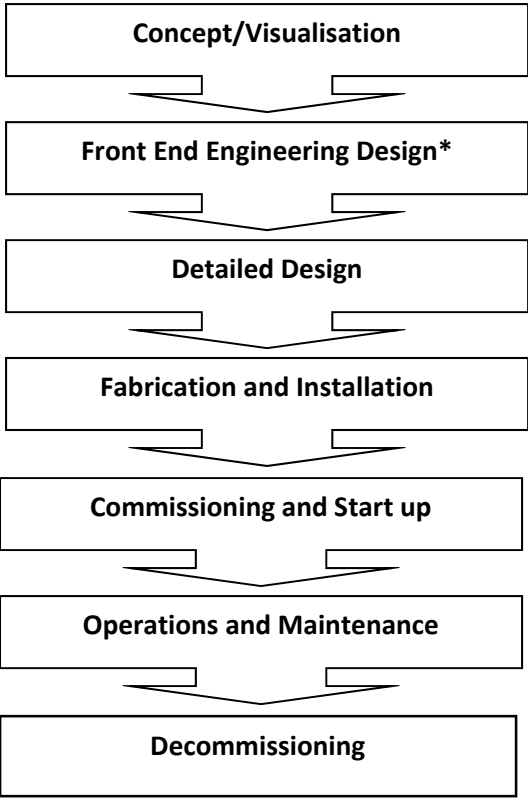 Concept/Visualisation
Front End Engineering Design*
Detailed Design
Fabrication and Installation
Commissioning and Start up
Operations and Maintenance
Decommissioning